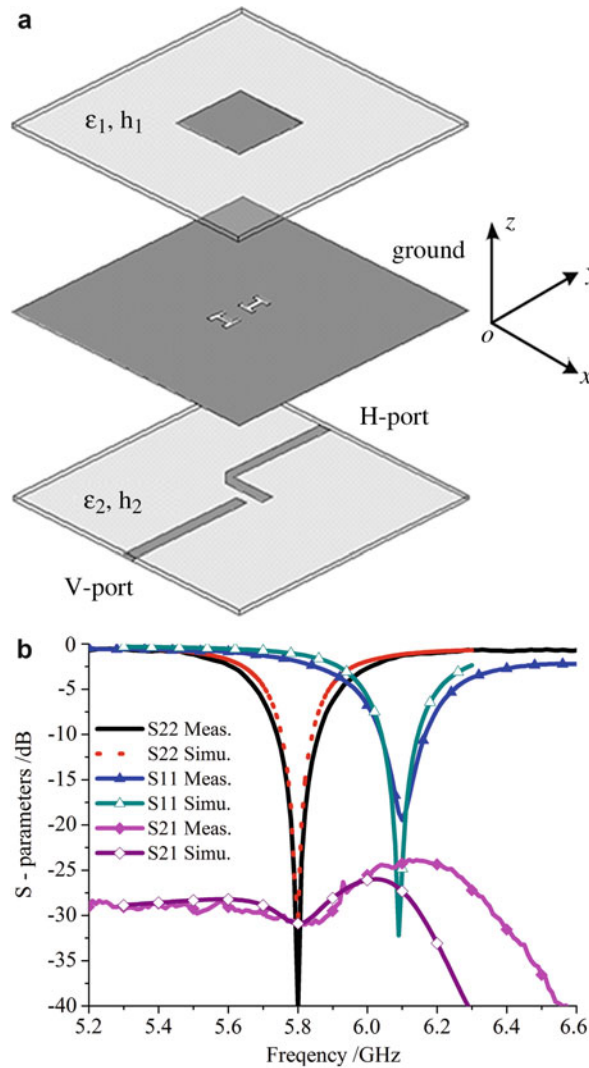 a
ε1, h1
ground
z
y
o
x
H-port
ε2, h2
V-port
b
0
-5
-10
-15
-20
-25
-30
-35
-40
S - parameters /dB
S22 Meas.
S22 Simu.
S11 Meas.
S11 Simu.
S21 Meas.
S21 Simu.
5.2 5.4 5.6 5.8 6.0 6.2 6.4 6.6
Freqency /GHz